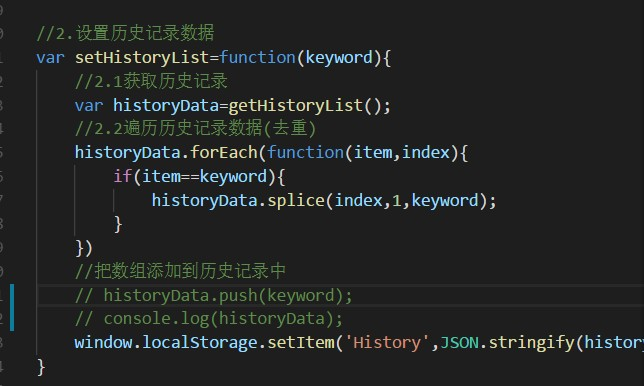 //2.设置历史记录数据
var setHistoryList=function(keyword){
//2.1获取历史记录
var historyData=getHistoryList();
//2.2遍历历史记录数据(去重)
historyData.forEach(function(item,index){
if(item==keyword){
historyData.splice(index,1,keyword);
}
})
//把数组添加到历史记录中
// historyData.push(keyword);
// console.log(historyData);
window.localStorage.setItem('History',JSON.stringify(history
}